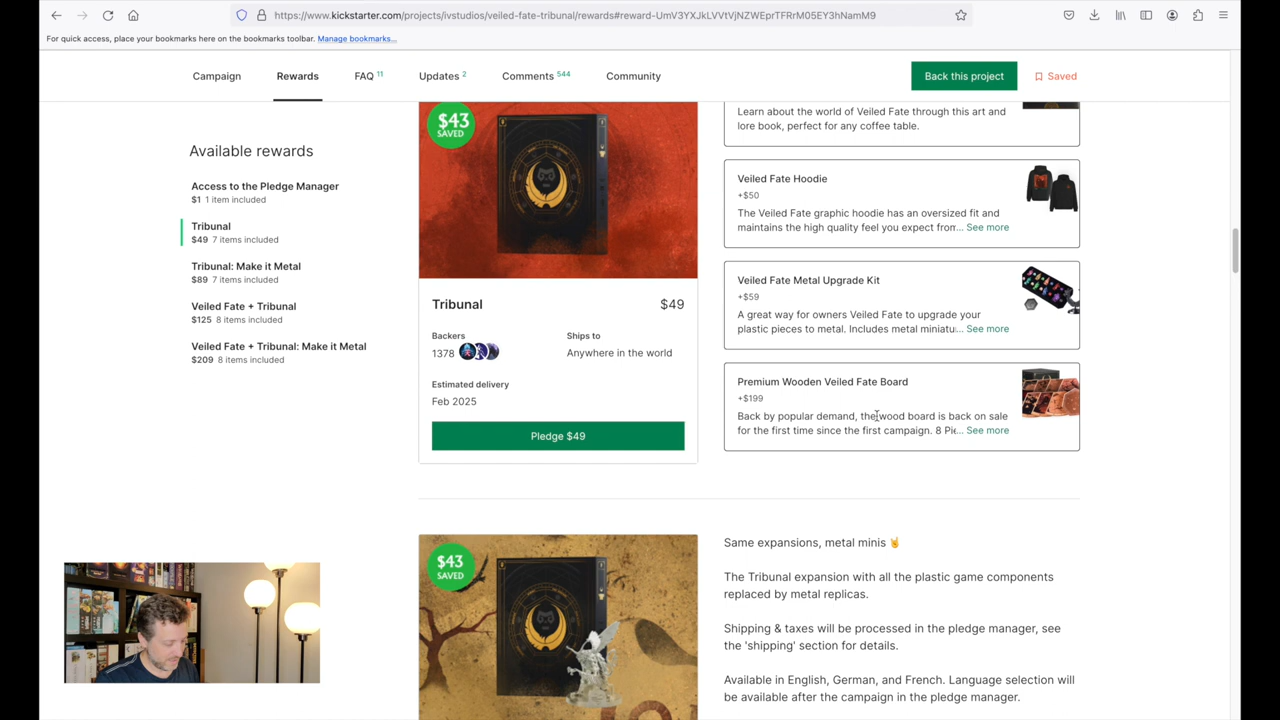 https://www.kickstarter.com/projects/ivstudios/veiled-fate-tribunal/rewards#reward-UmV3YXJkLVVtVjNZWEprTFRrM05EY3hNamM9
For quick access, place your bookmarks here on the bookmarks toolbar. Manage bookmarks...
Campaign
Rewards
FAQ 11
Updates 2
Comments 544
Community
Back this project
Saved
Available rewards
Access to the Pledge Manager
$1 1 item included
Tribunal
$49 7 items included
Tribunal: Make it Metal
$89 7 items included
Veiled Fate + Tribunal
$125 8 items included
Veiled Fate + Tribunal: Make it Metal
$209 8 items included
$43
SAVED
Tribunal
$49
Backers
1378
Ships to
Anywhere in the world
Estimated delivery
Feb 2025
Pledge $49
Learn about the world of Veiled Fate through this art and
lore book, perfect for any coffee table.
Veiled Fate Hoodie
+$50
The Veiled Fate graphic hoodie has an oversized fit and
maintains the high quality feel you expect from... See more
Veiled Fate Metal Upgrade Kit
+$59
A great way for owners Veiled Fate to upgrade your
plastic pieces to metal. Includes metal miniatu... See more
Premium Wooden Veiled Fate Board
+$199
Back by popular demand, the wood board is back on sale
for the first time since the first campaign. 8 Pie... See more
$43
SAVED
Same expansions, metal minis 🤘
The Tribunal expansion with all the plastic game components
replaced by metal replicas.
Shipping & taxes will be processed in the pledge manager, see
the 'shipping' section for details.
Available in English, German, and French. Language selection will
be available after the campaign in the pledge manager.